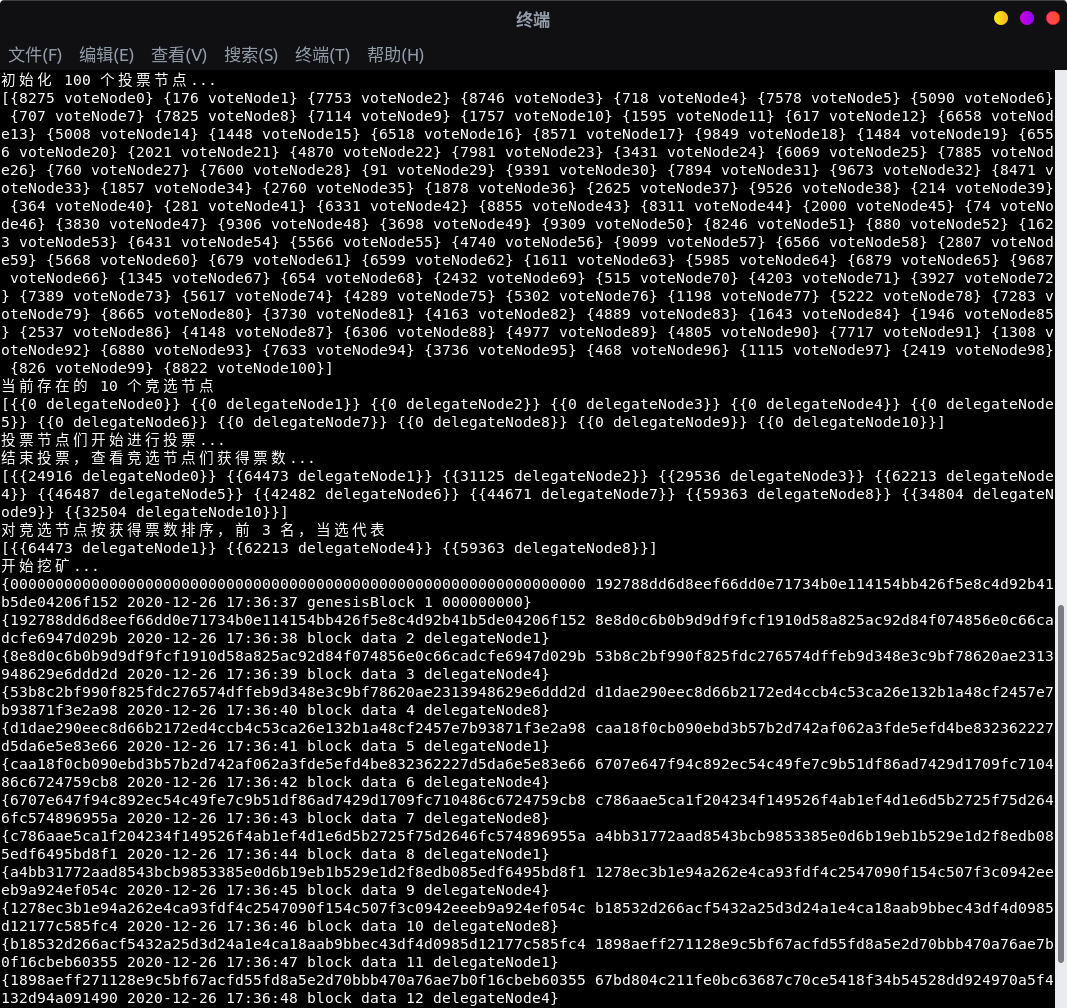 终端
文件(F) 编辑(E) 查看(V) 搜索(S) 终端(T) 帮助(H)
初始化 100 个投票节点...
[{8275 voteNode0} {176 voteNode1} {7753 voteNode2} {8746 voteNode3} {718 voteNode4} {7578 voteNode5} {5090 voteNode6}
 {707 voteNode7} {7825 voteNode8} {7114 voteNode9} {1757 voteNode10} {1595 voteNode11} {617 voteNode12} {6658 voteNod
e13} {5008 voteNode14} {1448 voteNode15} {6518 voteNode16} {8571 voteNode17} {9849 voteNode18} {1484 voteNode19} {655
6 voteNode20} {2021 voteNode21} {4870 voteNode22} {7981 voteNode23} {3431 voteNode24} {6069 voteNode25} {7885 voteNod
e26} {760 voteNode27} {7600 voteNode28} {91 voteNode29} {9391 voteNode30} {7894 voteNode31} {9673 voteNode32} {8471 v
oteNode33} {1857 voteNode34} {2760 voteNode35} {1878 voteNode36} {2625 voteNode37} {9526 voteNode38} {214 voteNode39}
 {364 voteNode40} {281 voteNode41} {6331 voteNode42} {8855 voteNode43} {8311 voteNode44} {2000 voteNode45} {74 voteNo
de46} {3830 voteNode47} {9306 voteNode48} {3698 voteNode49} {9309 voteNode50} {8246 voteNode51} {880 voteNode52} {162
3 voteNode53} {6431 voteNode54} {5566 voteNode55} {4740 voteNode56} {9099 voteNode57} {6566 voteNode58} {2807 voteNod
e59} {5668 voteNode60} {679 voteNode61} {6599 voteNode62} {1611 voteNode63} {5985 voteNode64} {6879 voteNode65} {9687
 voteNode66} {1345 voteNode67} {654 voteNode68} {2432 voteNode69} {515 voteNode70} {4203 voteNode71} {3927 voteNode72
} {7389 voteNode73} {5617 voteNode74} {4289 voteNode75} {5302 voteNode76} {1198 voteNode77} {5222 voteNode78} {7283 v
oteNode79} {8665 voteNode80} {3730 voteNode81} {4163 voteNode82} {4889 voteNode83} {1643 voteNode84} {1946 voteNode85
} {2537 voteNode86} {4148 voteNode87} {6306 voteNode88} {4977 voteNode89} {4805 voteNode90} {7717 voteNode91} {1308 v
oteNode92} {6880 voteNode93} {7633 voteNode94} {3736 voteNode95} {468 voteNode96} {1115 voteNode97} {2419 voteNode98}
 {826 voteNode99} {8822 voteNode100}]
当前存在的 10 个竞选节点
[{{0 delegateNode0}} {{0 delegateNode1}} {{0 delegateNode2}} {{0 delegateNode3}} {{0 delegateNode4}} {{0 delegateNode
5}} {{0 delegateNode6}} {{0 delegateNode7}} {{0 delegateNode8}} {{0 delegateNode9}} {{0 delegateNode10}}]
投票节点们开始进行投票...
结束投票，查看竞选节点们获得票数...
[{{24916 delegateNode0}} {{64473 delegateNode1}} {{31125 delegateNode2}} {{29536 delegateNode3}} {{62213 delegateNode
4}} {{46487 delegateNode5}} {{42482 delegateNode6}} {{44671 delegateNode7}} {{59363 delegateNode8}} {{34804 delegateN
ode9}} {{32504 delegateNode10}}]
对竞选节点按获得票数排序，前 3 名，当选代表
[{{64473 delegateNode1}} {{62213 delegateNode4}} {{59363 delegateNode8}}]
开始挖矿...
{0000000000000000000000000000000000000000000000000000000000000000 192788dd6d8eef66dd0e71734b0e114154bb426f5e8c4d92b41
b5de04206f152 2020-12-26 17:36:37 genesisBlock 1 000000000}
{192788dd6d8eef66dd0e71734b0e114154bb426f5e8c4d92b41b5de04206f152 8e8d0c6b0b9d9df9fcf1910d58a825ac92d84f074856e0c66ca
dcfe6947d029b 2020-12-26 17:36:38 block data 2 delegateNode1}
{8e8d0c6b0b9d9df9fcf1910d58a825ac92d84f074856e0c66cadcfe6947d029b 53b8c2bf990f825fdc276574dffeb9d348e3c9bf78620ae2313
948629e6ddd2d 2020-12-26 17:36:39 block data 3 delegateNode4}
{53b8c2bf990f825fdc276574dffeb9d348e3c9bf78620ae2313948629e6ddd2d d1dae290eec8d66b2172ed4ccb4c53ca26e132b1a48cf2457e7
b93871f3e2a98 2020-12-26 17:36:40 block data 4 delegateNode8}
{d1dae290eec8d66b2172ed4ccb4c53ca26e132b1a48cf2457e7b93871f3e2a98 caa18f0cb090ebd3b57b2d742af062a3fde5efd4be832362227
d5da6e5e83e66 2020-12-26 17:36:41 block data 5 delegateNode1}
{caa18f0cb090ebd3b57b2d742af062a3fde5efd4be832362227d5da6e5e83e66 6707e647f94c892ec54c49fe7c9b51df86ad7429d1709fc7104
86c6724759cb8 2020-12-26 17:36:42 block data 6 delegateNode4}
{6707e647f94c892ec54c49fe7c9b51df86ad7429d1709fc710486c6724759cb8 c786aae5ca1f204234f149526f4ab1ef4d1e6d5b2725f75d264
6fc574896955a 2020-12-26 17:36:43 block data 7 delegateNode8}
{c786aae5ca1f204234f149526f4ab1ef4d1e6d5b2725f75d2646fc574896955a a4bb31772aad8543bcb9853385e0d6b19eb1b529e1d2f8edb08
5edf6495bd8f1 2020-12-26 17:36:44 block data 8 delegateNode1}
{a4bb31772aad8543bcb9853385e0d6b19eb1b529e1d2f8edb085edf6495bd8f1 1278ec3b1e94a262e4ca93fdf4c2547090f154c507f3c0942ee
eb9a924ef054c 2020-12-26 17:36:45 block data 9 delegateNode4}
{1278ec3b1e94a262e4ca93fdf4c2547090f154c507f3c0942eeeb9a924ef054c b18532d266acf5432a25d3d24a1e4ca18aab9bbec43df4d0985
d12177c585fc4 2020-12-26 17:36:46 block data 10 delegateNode8}
{b18532d266acf5432a25d3d24a1e4ca18aab9bbec43df4d0985d12177c585fc4 1898aeff271128e9c5bf67acfd55fd8a5e2d70bbb470a76ae7b
0f16cbeb60355 2020-12-26 17:36:47 block data 11 delegateNode1}
{1898aeff271128e9c5bf67acfd55fd8a5e2d70bbb470a76ae7b0f16cbeb60355 67bd804c211fe0bc63687c70ce5418f34b54528dd924970a5f4
132d94a091490 2020-12-26 17:36:48 block data 12 delegateNode4}